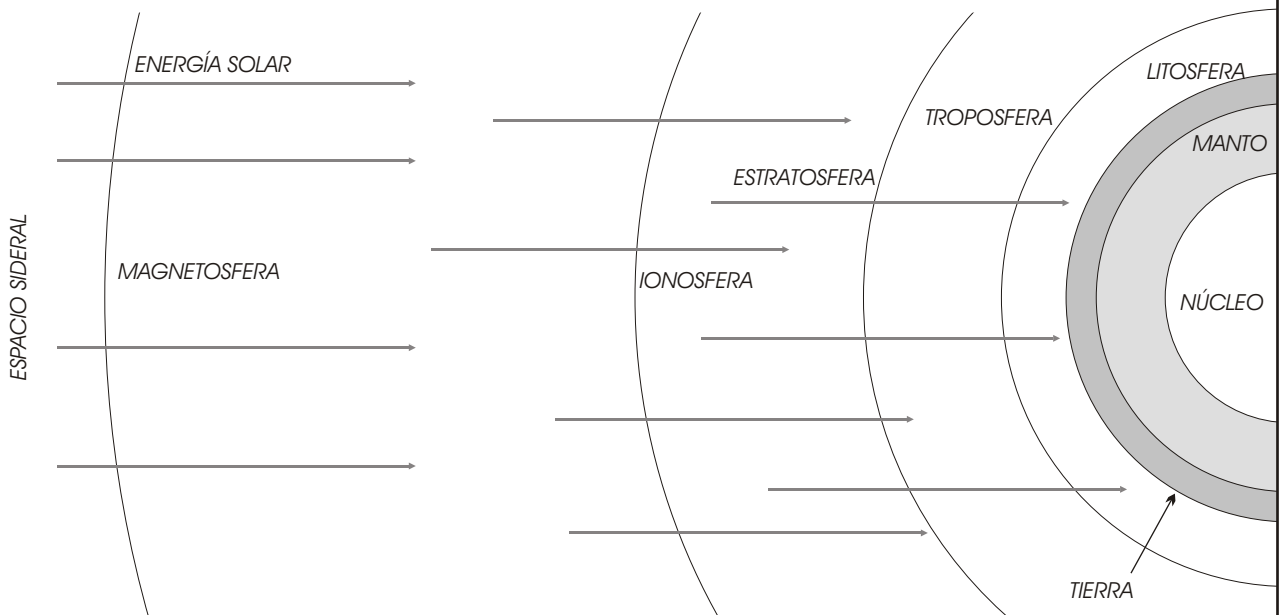 ESPACIO SIDERAL
ENERGÍA SOLAR
MAGNETOSFERA
IONOSFERA
ESTRATOSFERA
TROPOSFERA
LITOSFERA
MANTO
NÚCLEO
TIERRA